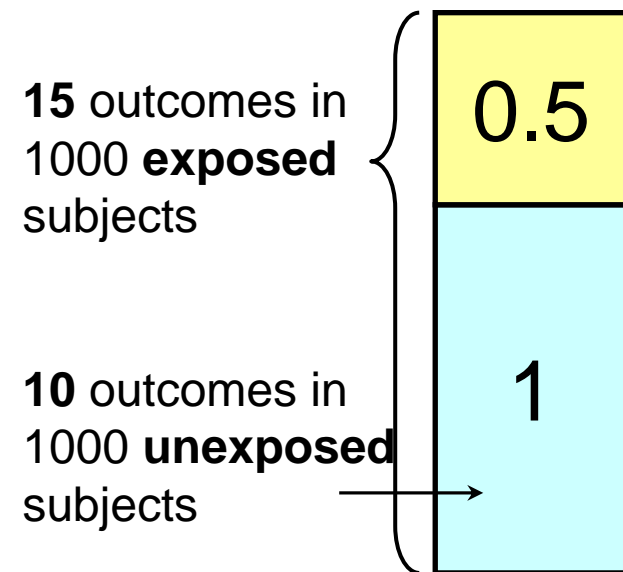 15 outcomes in
1000 exposed
subjects
0.5
10 outcomes in
1000 unexposed
subjects
1